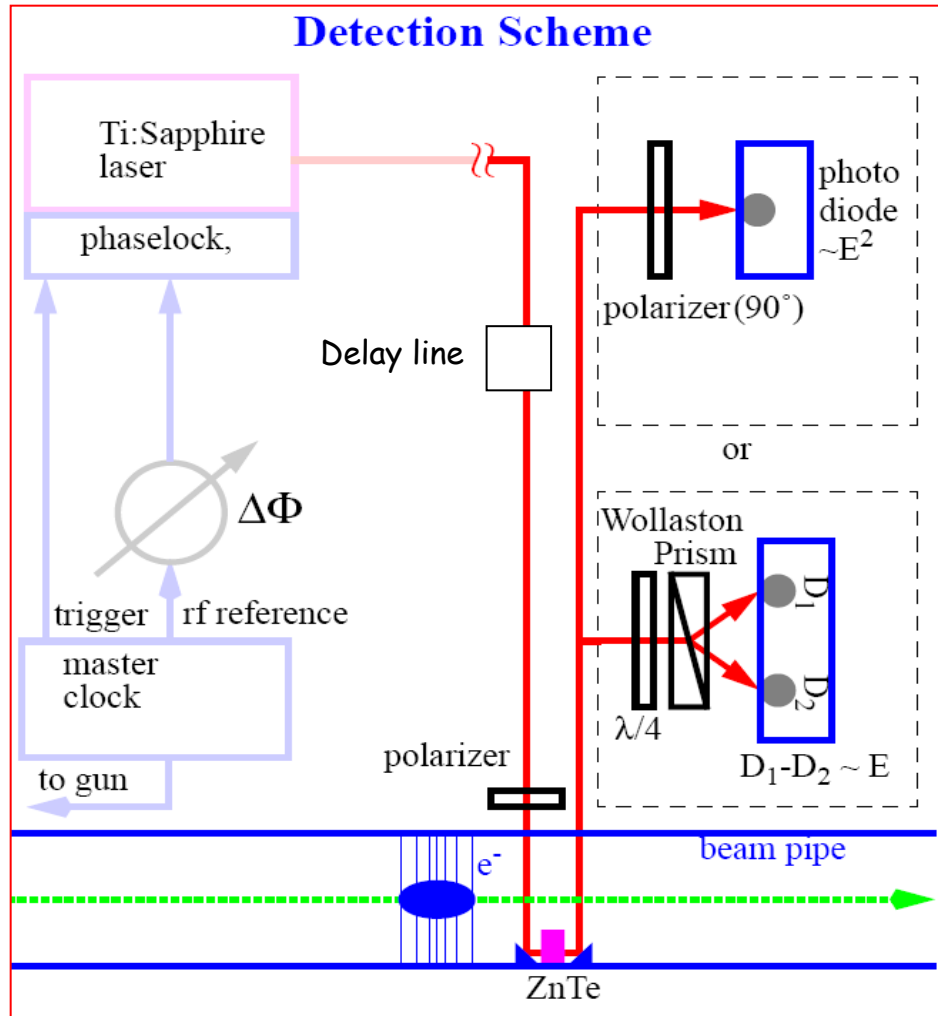 Detection Scheme
Ti:Sapphire
laser
phaselock,
ΔΦ
trigger
rf reference
master
clock
to gun
Delay line
polarizer
photo
diode
~E²
polarizer (90°)
or
Wollaston
Prism
D₁
D₂
λ/4
D₁-D₂ ~ E
e⁻
beam pipe
ZnTe